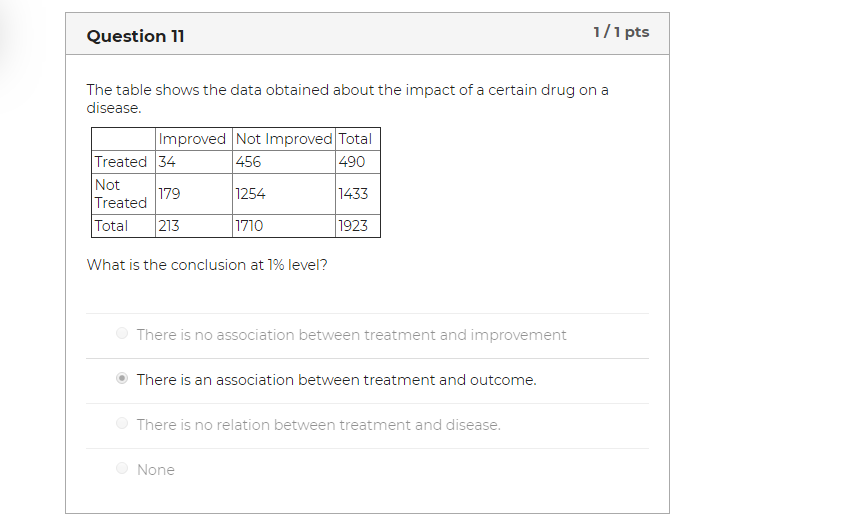 Question 11
1 / 1 pts
The table shows the data obtained about the impact of a certain drug on a
disease.
Improved Not Improved Total
Treated 34 456 490
Not
Treated 179 1254 1433
Total 213 1710 1923
What is the conclusion at 1% level?
There is no association between treatment and improvement
There is an association between treatment and outcome.
There is no relation between treatment and disease.
None